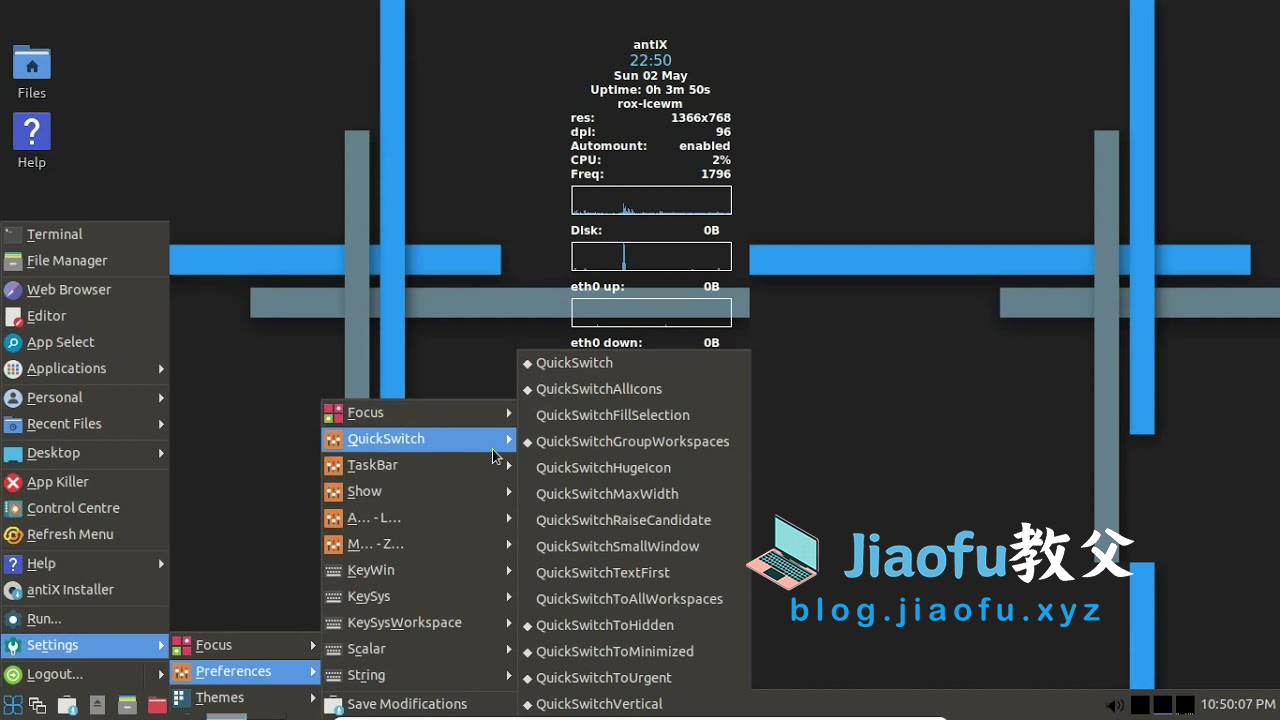 Files
Help
antiX
22:50
Sun 02 May
Uptime: 0h 3m 50s
rox-icewm
res: 1366x768
dpi: 96
Automount: enabled
CPU: 2%
Freq: 1796
Disk: 0B
eth0 up: 0B
eth0 down: 0B
Terminal
File Manager
Web Browser
Editor
App Select
Applications
Personal
Recent Files
Desktop
App Killer
Control Centre
Refresh Menu
Help
antiX Installer
Run...
Settings
Logout...
Focus
Preferences
Themes
Focus
QuickSwitch
TaskBar
Show
A... - L...
M... - Z...
KeyWin
KeySys
KeySysWorkspace
Scalar
String
Save Modifications
QuickSwitch
QuickSwitchAllIcons
QuickSwitchFillSelection
QuickSwitchGroupWorkspaces
QuickSwitchHugeIcon
QuickSwitchMaxWidth
QuickSwitchRaiseCandidate
QuickSwitchSmallWindow
QuickSwitchTextFirst
QuickSwitchToAllWorkspaces
QuickSwitchToHidden
QuickSwitchToMinimized
QuickSwitchToUrgent
QuickSwitchVertical
Jiaofu教父
blog.jiaofu.xyz
10:50:07 PM